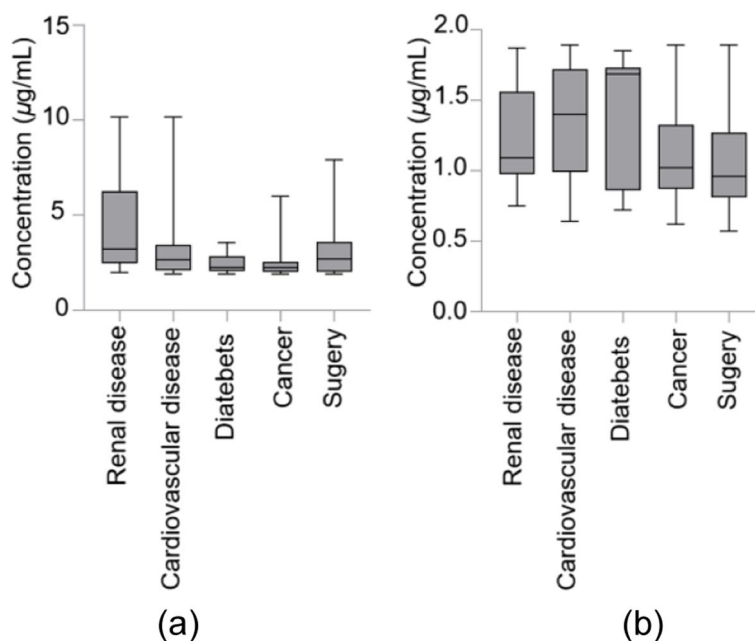 Concentration (µg/mL)
15
10
5
0
Renal disease
Cardiovascular disease
Diatebets
Cancer
Sugery
(a)
Concentration (µg/mL)
2.0
1.5
1.0
0.5
0.0
Renal disease
Cardiovascular disease
Diatebets
Cancer
Sugery
(b)